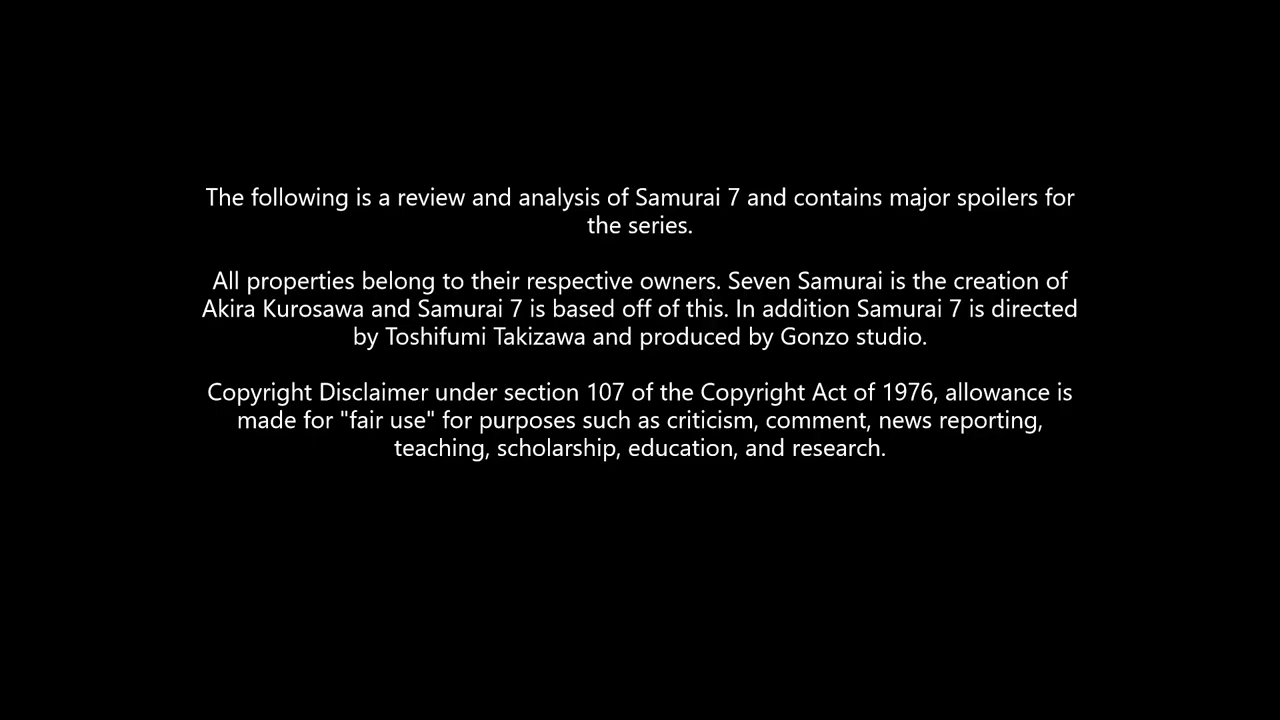 The following is a review and analysis of Samurai 7 and contains major spoilers for
the series.
All properties belong to their respective owners. Seven Samurai is the creation of
Akira Kurosawa and Samurai 7 is based off of this. In addition Samurai 7 is directed
by Toshifumi Takizawa and produced by Gonzo studio.
Copyright Disclaimer under section 107 of the Copyright Act of 1976, allowance is
made for "fair use" for purposes such as criticism, comment, news reporting,
teaching, scholarship, education, and research.